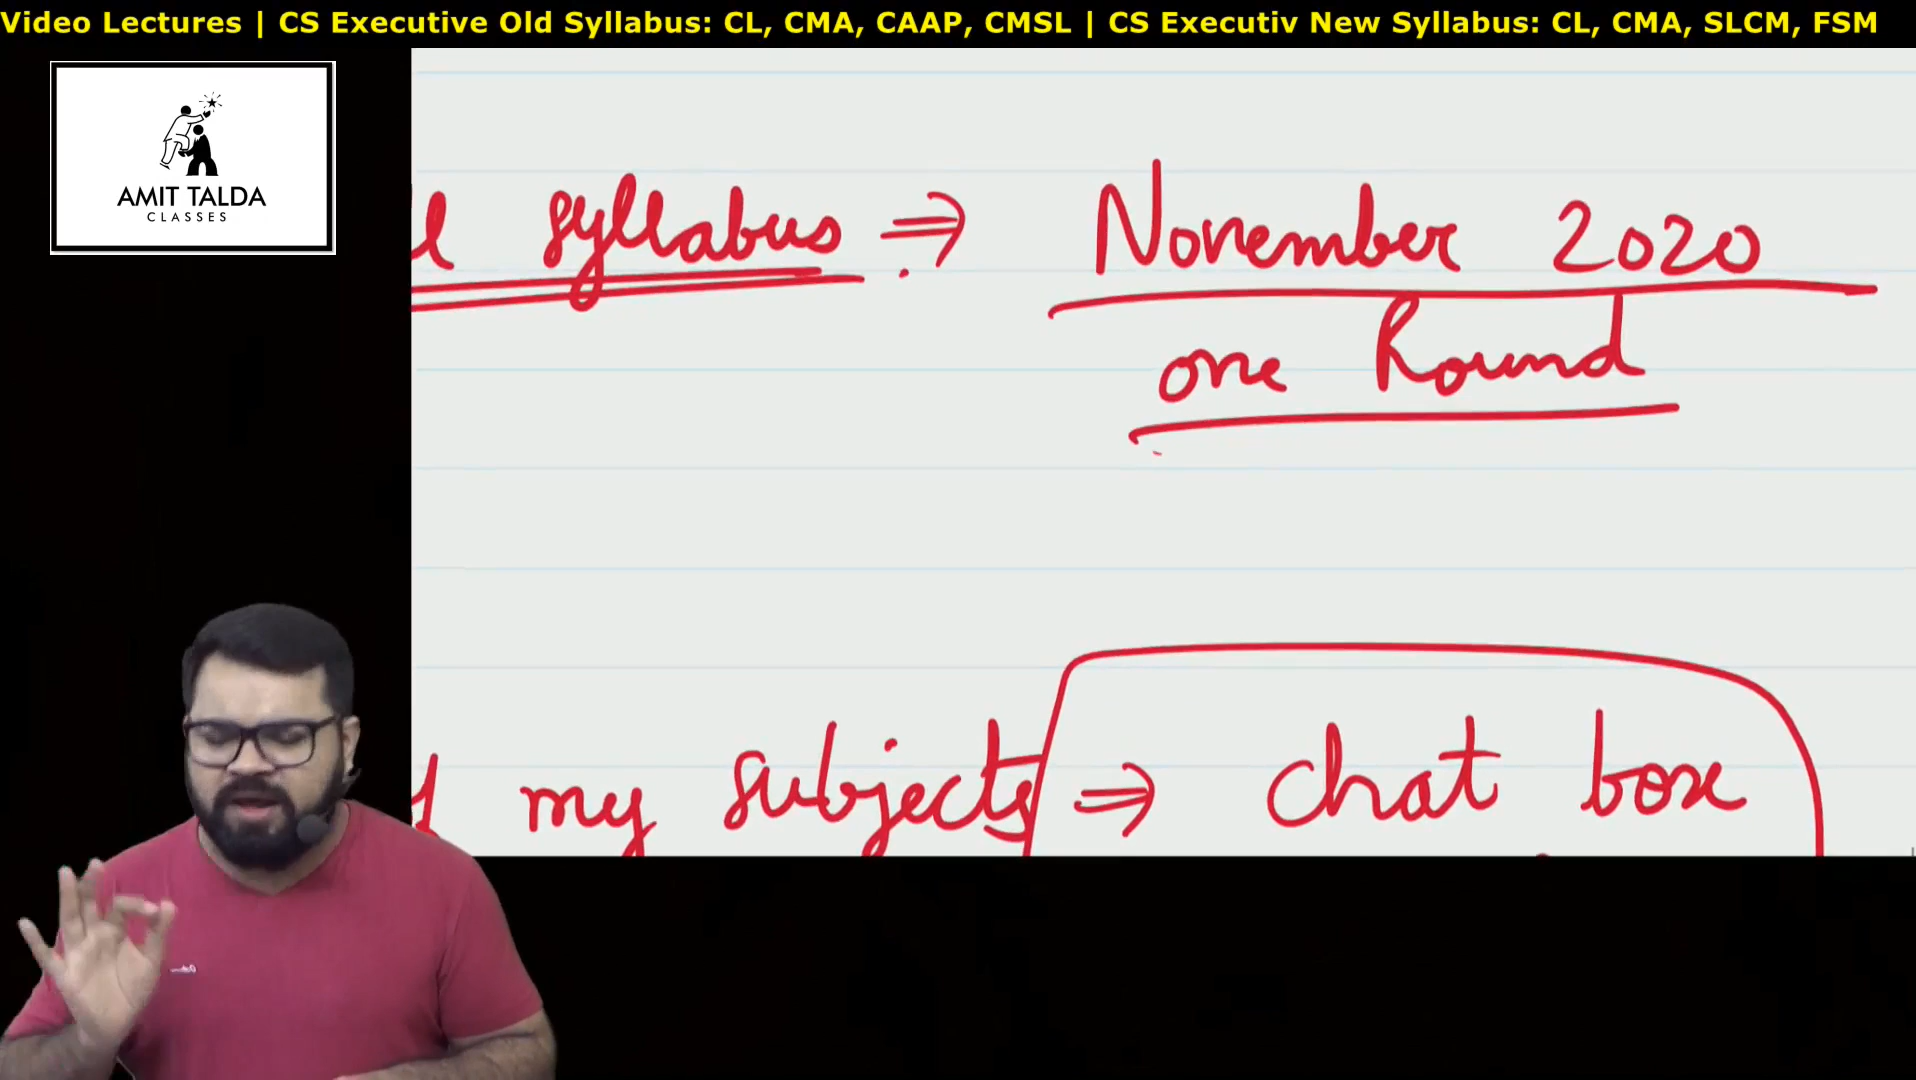 Video Lectures | CS Executive Old Syllabus: CL, CMA, CAAP, CMSL | CS Executiv New Syllabus: CL, CMA, SLCM, FSM
AMIT TALDA
CLASSES
syllabus ⇒ November 2020
one Round
my subjects ⇒ chat box